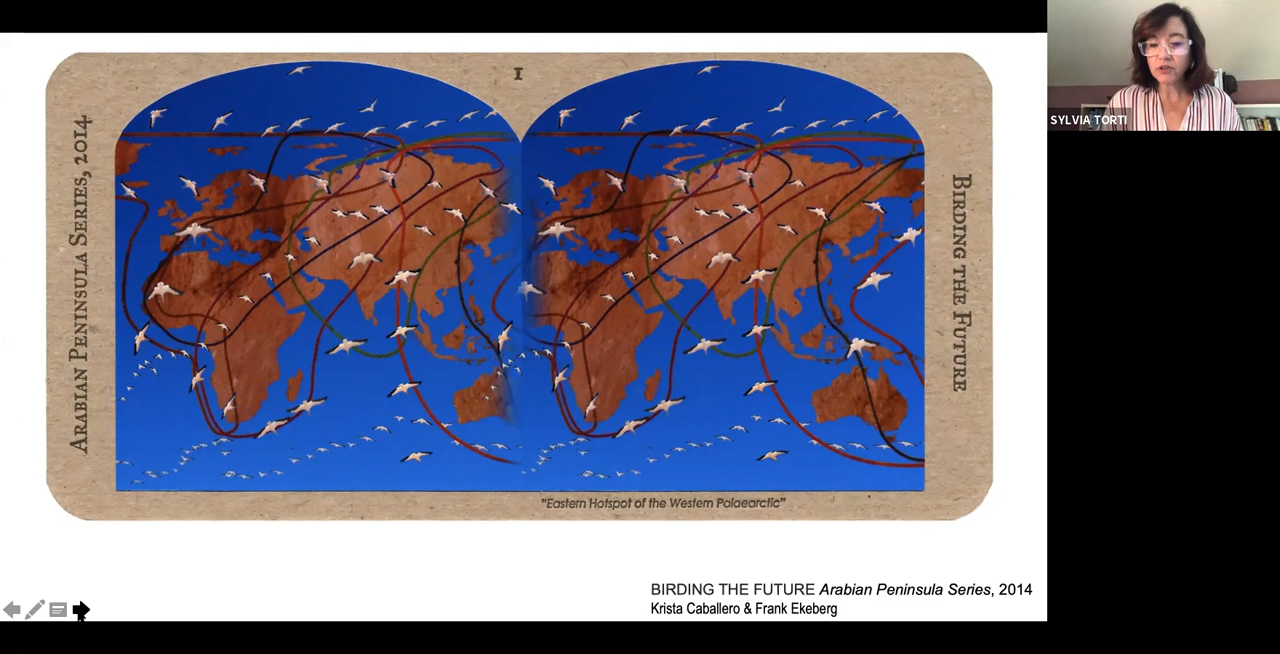 ARABIAN PENINSULA SERIES, 2014
I
BIRDING THE FUTURE
"Eastern Hotspot of the Western Palaearctic"
BIRDING THE FUTURE Arabian Peninsula Series, 2014
Krista Caballero & Frank Ekeberg
SYLVIA TORTI